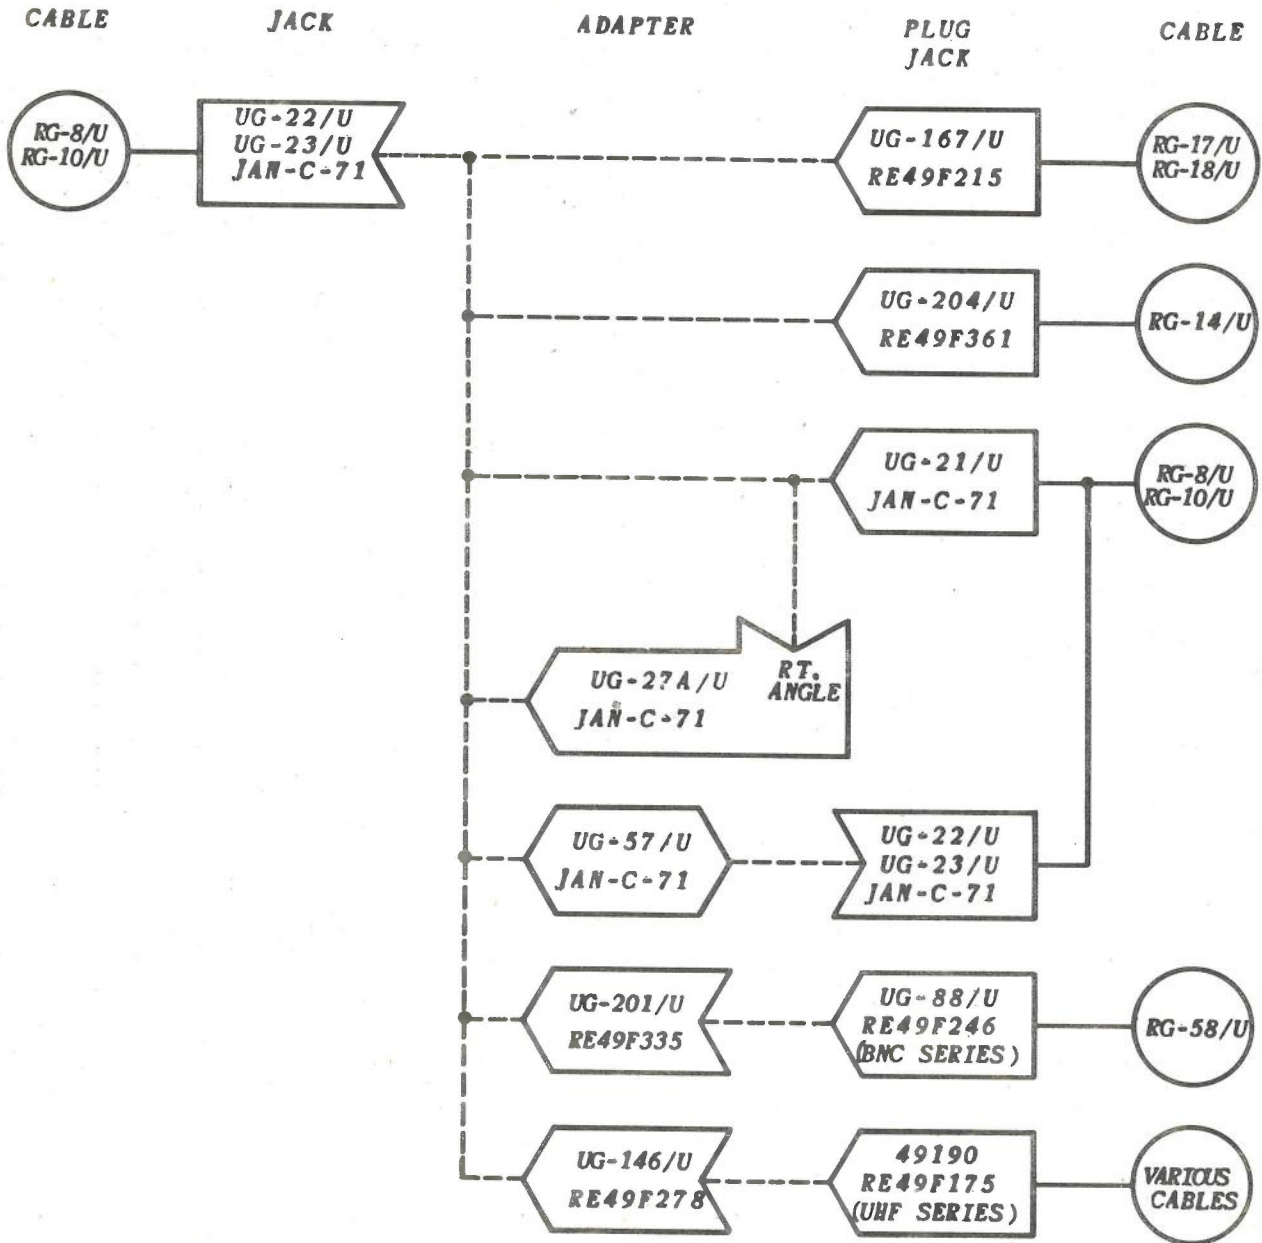 CABLE
JACK
ADAPTER
PLUG
JACK
CABLE
RG-8/U
RG-10/U
UG-22/U
UG-23/U
JAN-C-71
UG-167/U
RE49F215
RG-17/U
RG-18/U
UG-204/U
RE49F361
RG-14/U
UG-21/U
JAN-C-71
RG-8/U
RG-10/U
UG-27A/U
JAN-C-71
RT.
ANGLE
UG-57/U
JAN-C-71
UG-22/U
UG-23/U
JAN-C-71
UG-201/U
RE49F335
UG-88/U
RE49F246
(BNC SERIES)
RG-58/U
UG-146/U
RE49F278
49190
RE49F175
(UHF SERIES)
VARIOUS
CABLES